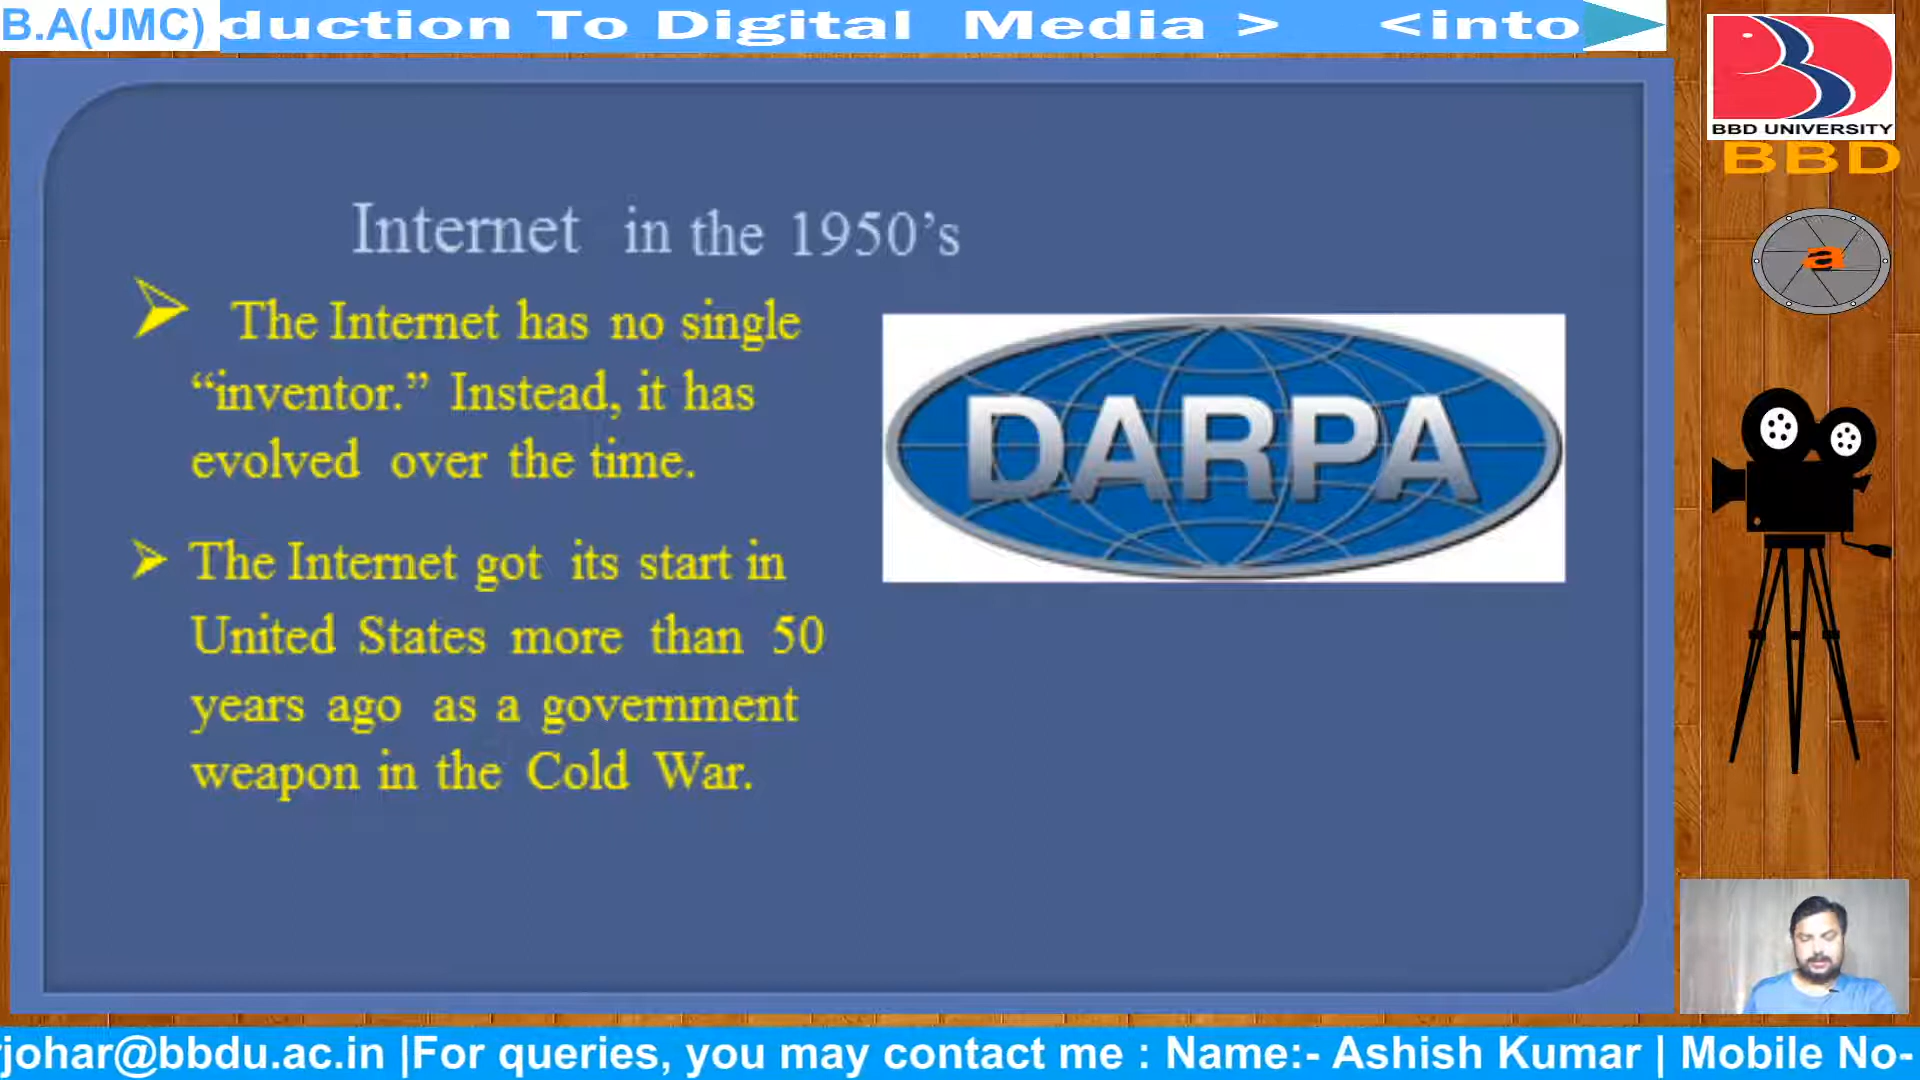 B.A(JMC)
duction To Digital Media > <into
BBD UNIVERSITY
BBD
a
Internet in the 1950’s
The Internet has no single
“inventor.” Instead, it has
evolved over the time.
DARPA
The Internet got its start in
United States more than 50
years ago as a government
weapon in the Cold War.
rjohar@bbdu.ac.in |For queries, you may contact me : Name:- Ashish Kumar | Mobile No-